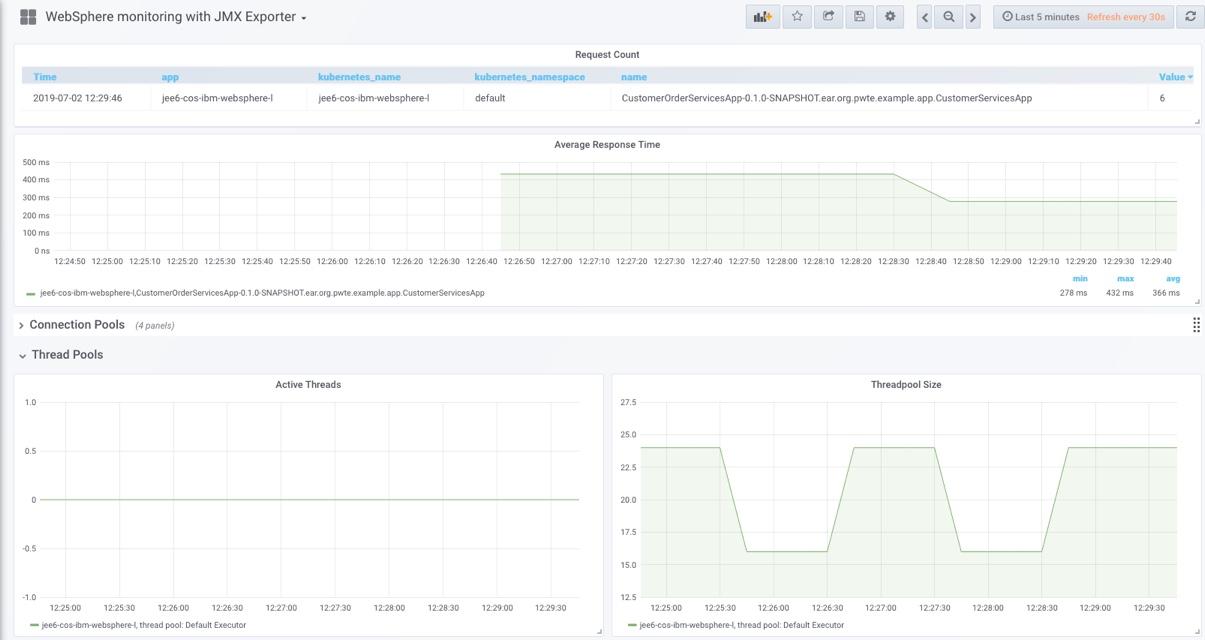 WebSphere monitoring with JMX Exporter
Last 5 minutes Refresh every 30s
Request Count
Time app kubernetes_name kubernetes_namespace name Value
2019-07-02 12:29:46 jee6-cos-ibm-websphere-l jee6-cos-ibm-websphere-l default CustomerOrderServicesApp-0.1.0-SNAPSHOT.ear.org.pwte.example.app.CustomerServicesApp 6
Average Response Time
500 ms
400 ms
300 ms
200 ms
100 ms
0 ns
12:24:50 12:25:00 12:25:10 12:25:20 12:25:30 12:25:40 12:25:50 12:26:00 12:26:10 12:26:20 12:26:30 12:26:40 12:26:50 12:27:00 12:27:10 12:27:20 12:27:30 12:27:40 12:27:50 12:28:00 12:28:10 12:28:20 12:28:30 12:28:40 12:28:50 12:29:00 12:29:10 12:29:20 12:29:30 12:29:40
min max avg
jee6-cos-ibm-websphere-l,CustomerOrderServicesApp-0.1.0-SNAPSHOT.ear.org.pwte.example.app.CustomerServicesApp 278 ms 432 ms 366 ms
Connection Pools (4 panels)
Thread Pools
Active Threads
1.0
0.5
0
-0.5
-1.0
12:25:00 12:25:30 12:26:00 12:26:30 12:27:00 12:27:30 12:28:00 12:28:30 12:29:00 12:29:30
jee6-cos-ibm-websphere-l, thread pool: Default Executor
Threadpool Size
27.5
25.0
22.5
20.0
17.5
15.0
12.5
12:25:00 12:25:30 12:26:00 12:26:30 12:27:00 12:27:30 12:28:00 12:28:30 12:29:00 12:29:30
jee6-cos-ibm-websphere-l, thread pool: Default Executor